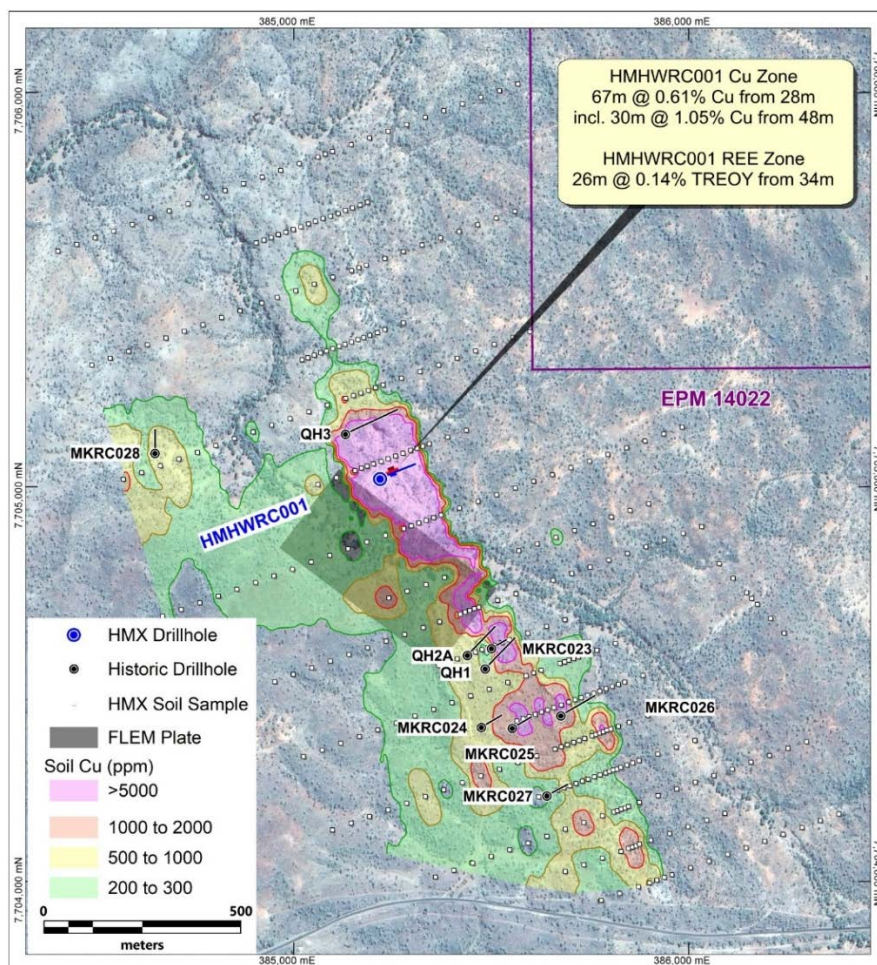 385,000 mE
386,000 mE
7,706,000 mN
HMHWRC001 Cu Zone
67m @ 0.61% Cu from 28m
incl. 30m @ 1.05% Cu from 48m
HMHWRC001 REE Zone
26m @ 0.14% TREOY from 34m
EPM 14022
QH3
MKRC028
7,705,000 mN
HMHWRC001
QH2A
MKRC023
QH1
MKRC024
MKRC026
MKRC025
MKRC027
HMX Drillhole
Historic Drillhole
HMX Soil Sample
FLEM Plate
Soil Cu (ppm)
>5000
1000 to 2000
500 to 1000
200 to 300
0 500
meters
7,704,000 mN
385,000 mE
386,000 mE